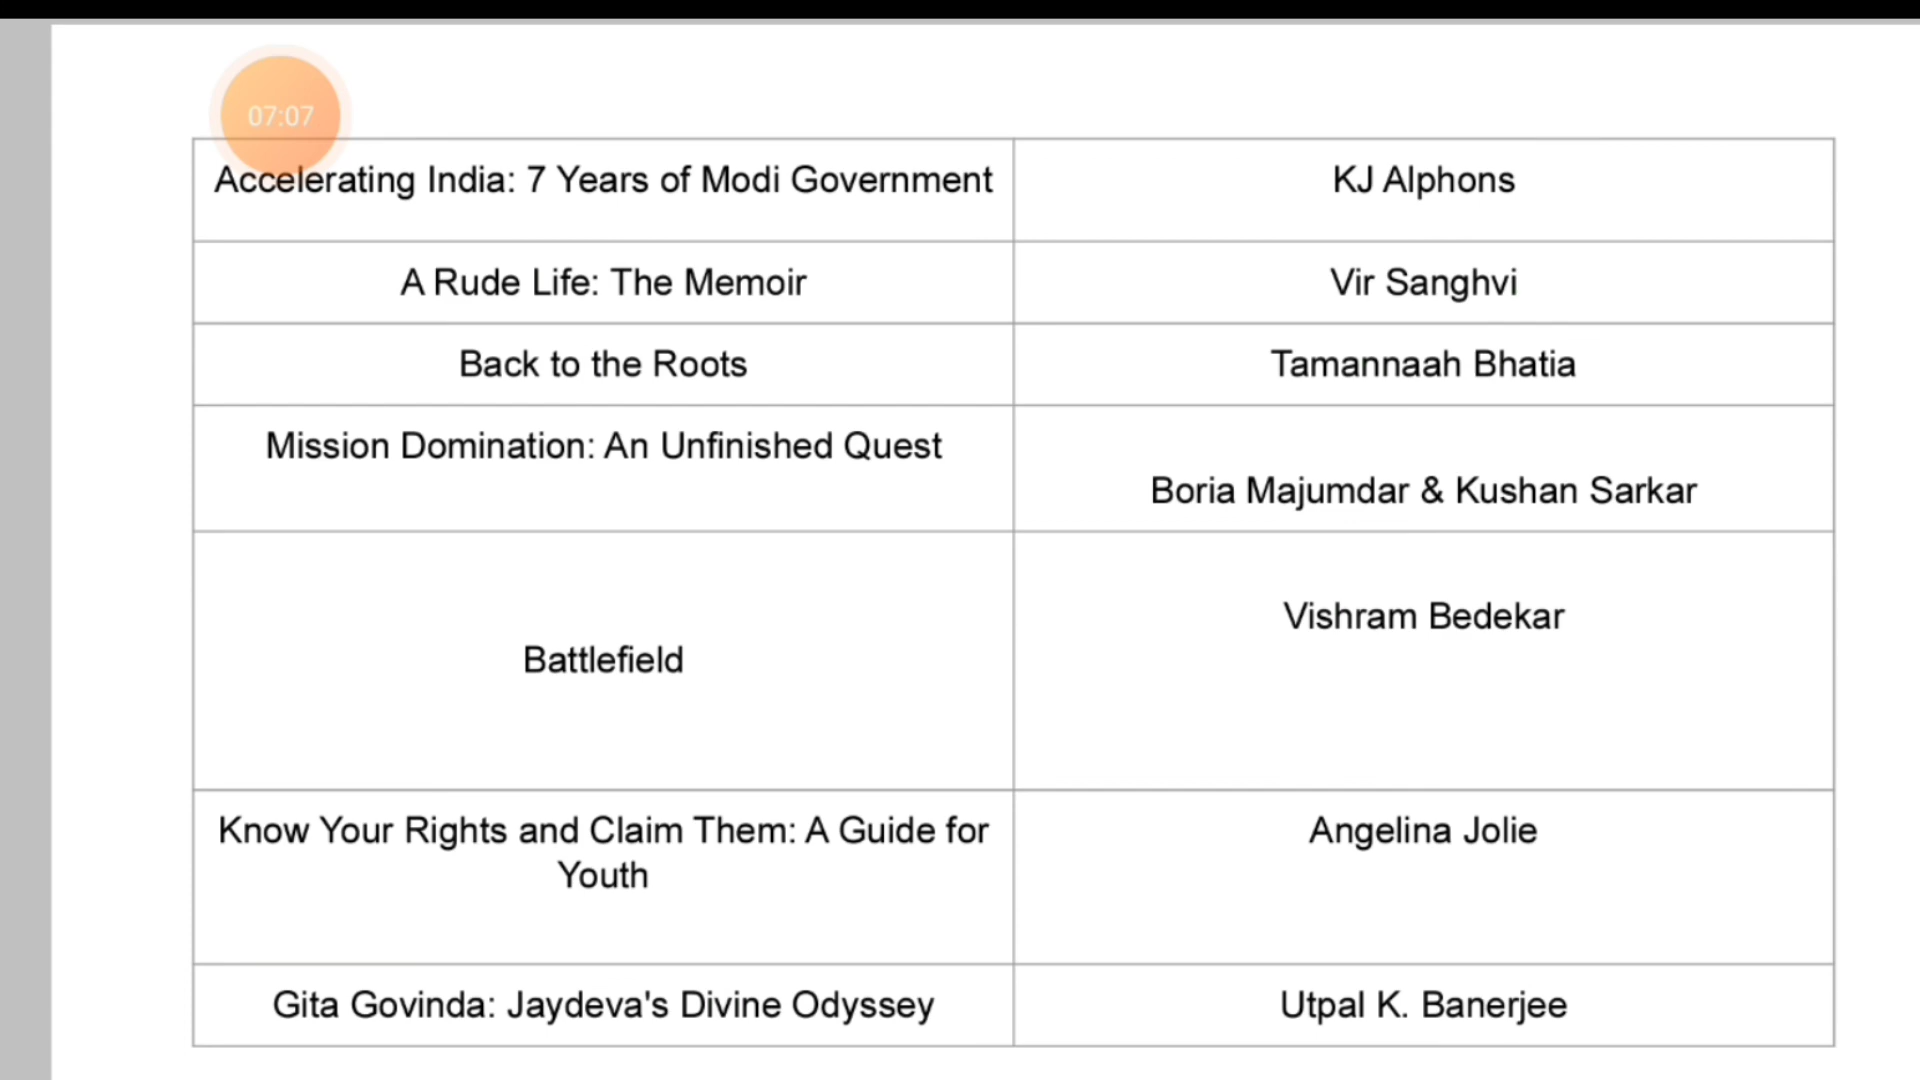 07:07
Accelerating India: 7 Years of Modi Government
KJ Alphons
A Rude Life: The Memoir
Vir Sanghvi
Back to the Roots
Tamannaah Bhatia
Mission Domination: An Unfinished Quest
Boria Majumdar & Kushan Sarkar
Battlefield
Vishram Bedekar
Know Your Rights and Claim Them: A Guide for
Youth
Angelina Jolie
Gita Govinda: Jaydeva's Divine Odyssey
Utpal K. Banerjee